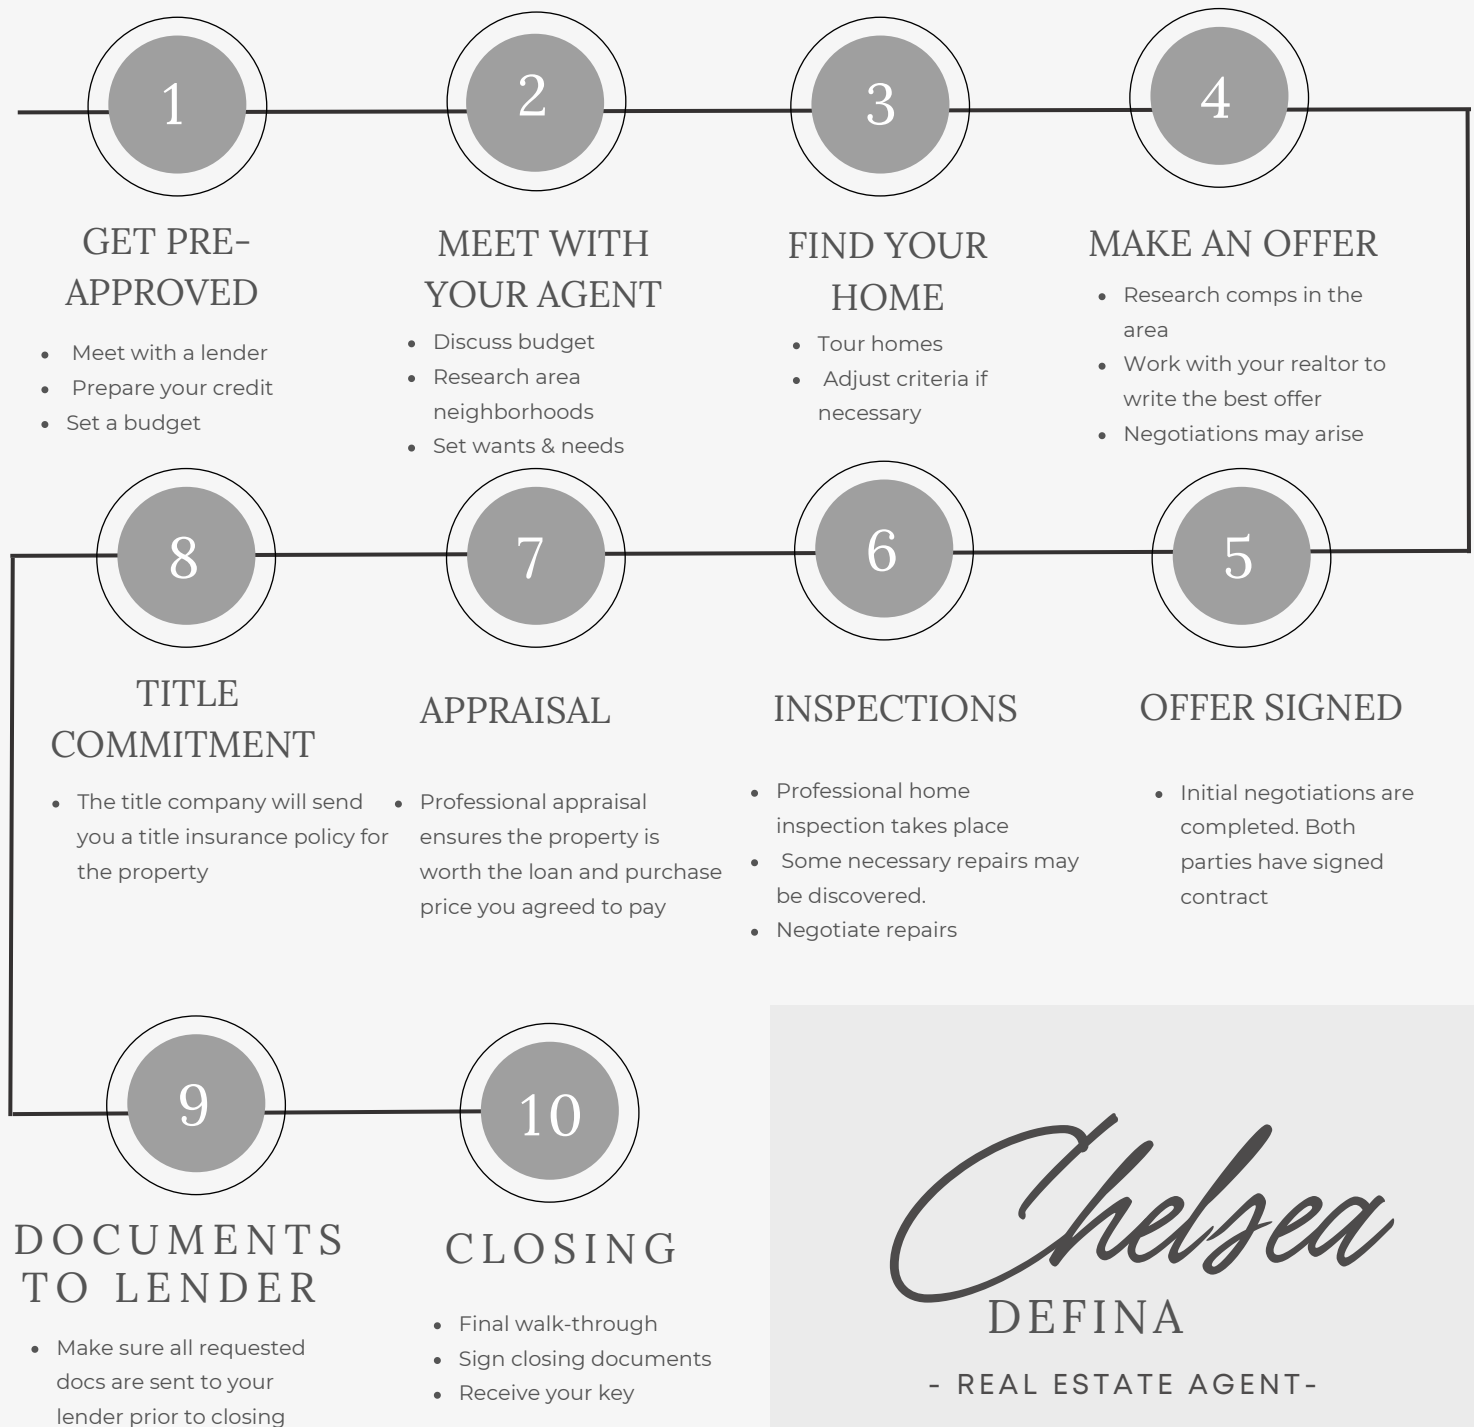 1
GET PRE-
APPROVED
• Meet with a lender
• Prepare your credit
• Set a budget
2
MEET WITH
YOUR AGENT
• Discuss budget
• Research area
neighborhoods
• Set wants & needs
3
FIND YOUR
HOME
• Tour homes
• Adjust criteria if
necessary
4
MAKE AN OFFER
• Research comps in the
area
• Work with your realtor to
write the best offer
• Negotiations may arise
5
OFFER SIGNED
• Initial negotiations are
completed. Both
parties have signed
contract
6
INSPECTIONS
• Professional home
inspection takes place
• Some necessary repairs may
be discovered.
• Negotiate repairs
7
APPRAISAL
• Professional appraisal
ensures the property is
worth the loan and purchase
price you agreed to pay
8
TITLE
COMMITMENT
• The title company will send
you a title insurance policy for
the property
9
DOCUMENTS
TO LENDER
• Make sure all requested
docs are sent to your
lender prior to closing
10
CLOSING
• Final walk-through
• Sign closing documents
• Receive your key
Chelsea
DEFINA
- REAL ESTATE AGENT-